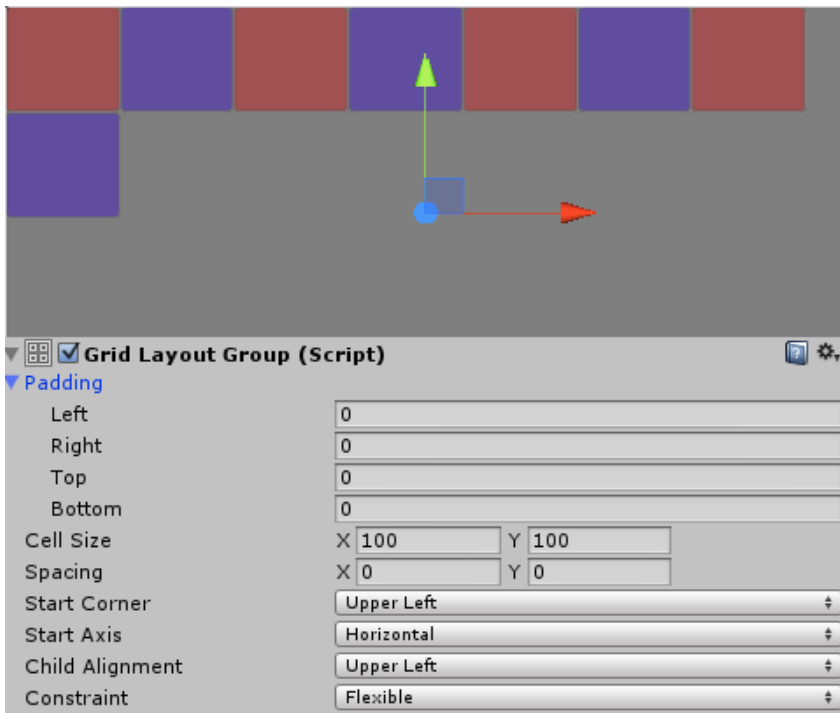 Grid Layout Group (Script)
Padding
Left 0
Right 0
Top 0
Bottom 0
Cell Size X 100 Y 100
Spacing X 0 Y 0
Start Corner Upper Left
Start Axis Horizontal
Child Alignment Upper Left
Constraint Flexible